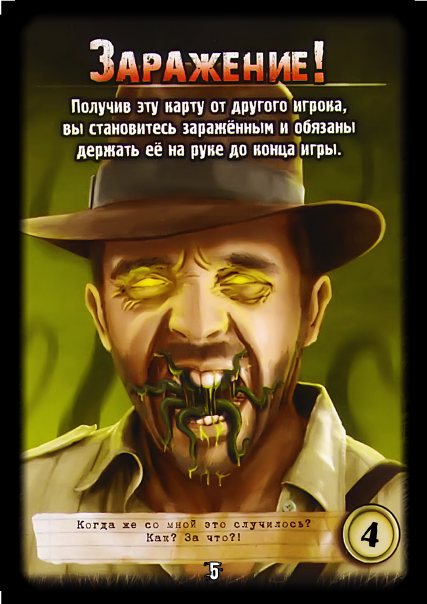 Заражение!
Получив эту карту от другого игрока,
вы становитесь заражённым и обязаны
держать её на руке до конца игры.
Когда же со мной это случилось?
Как? За что?!
4
5